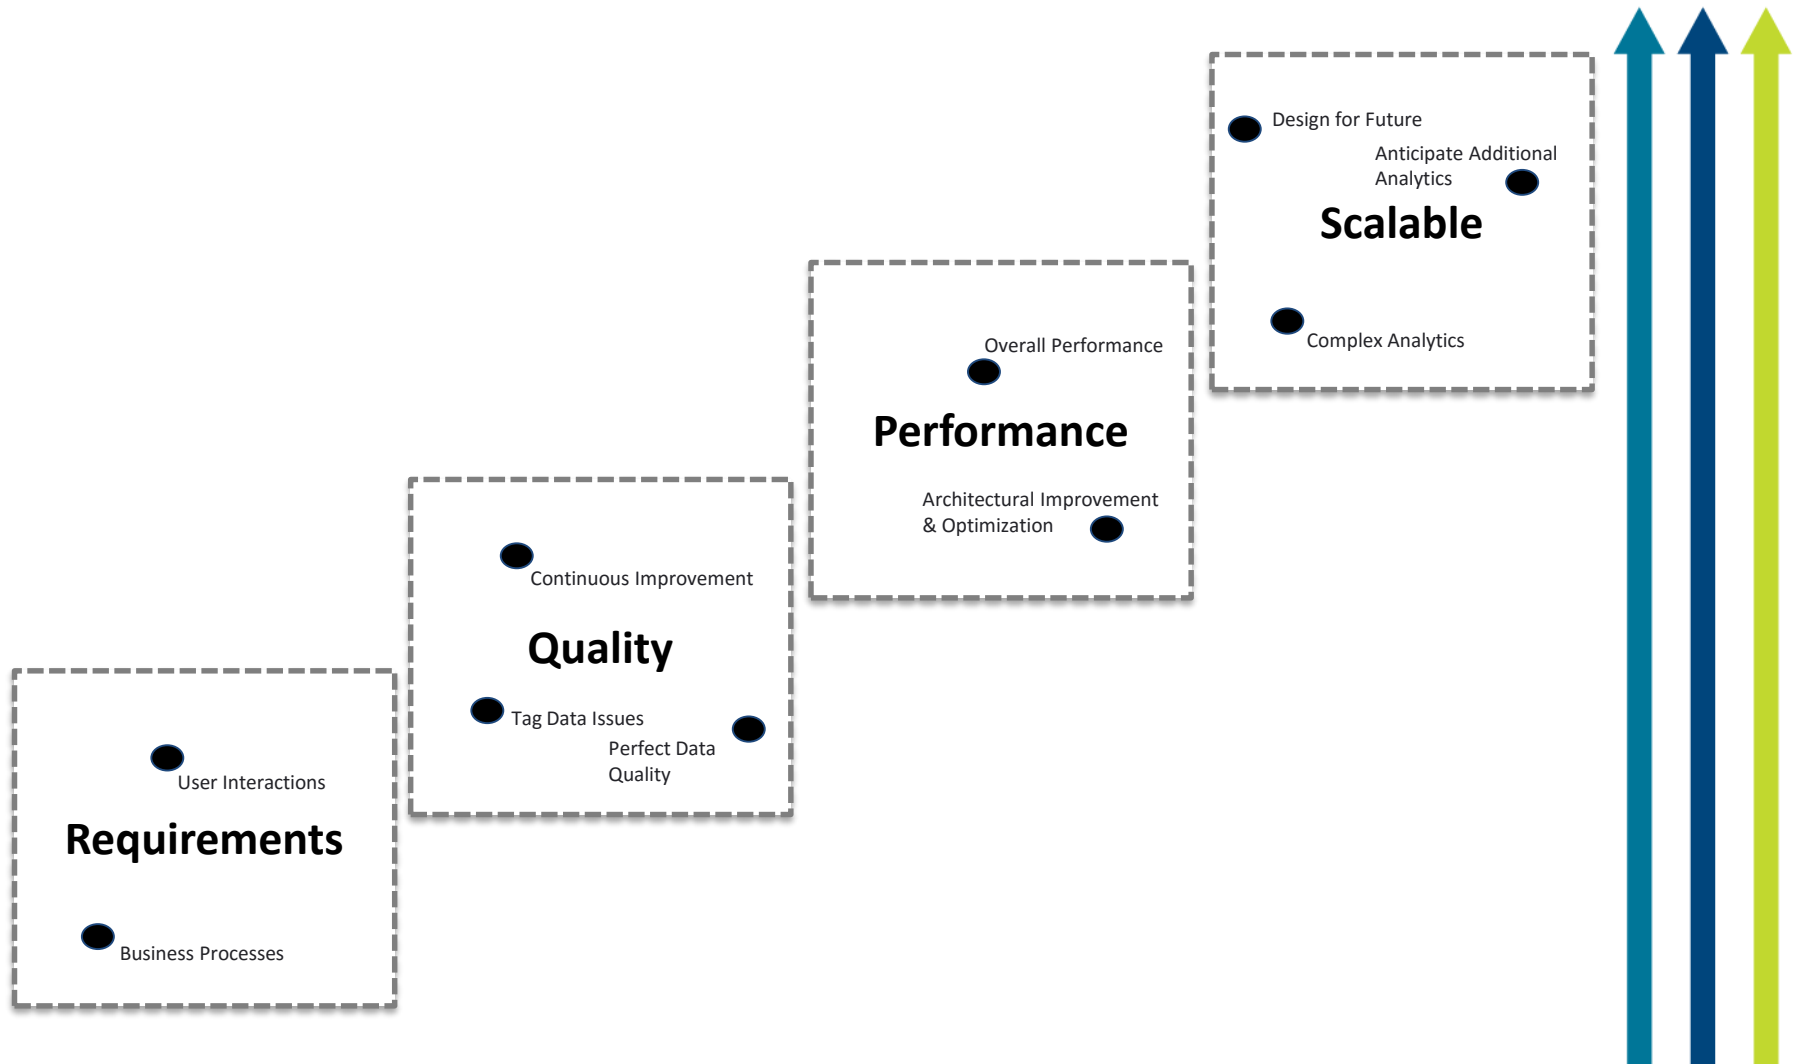 Design for Future
Anticipate Additional
Analytics
Scalable
Complex Analytics
Overall Performance
Performance
Architectural Improvement
& Optimization
Continuous Improvement
Quality
Tag Data Issues
Perfect Data
Quality
User Interactions
Requirements
Business Processes